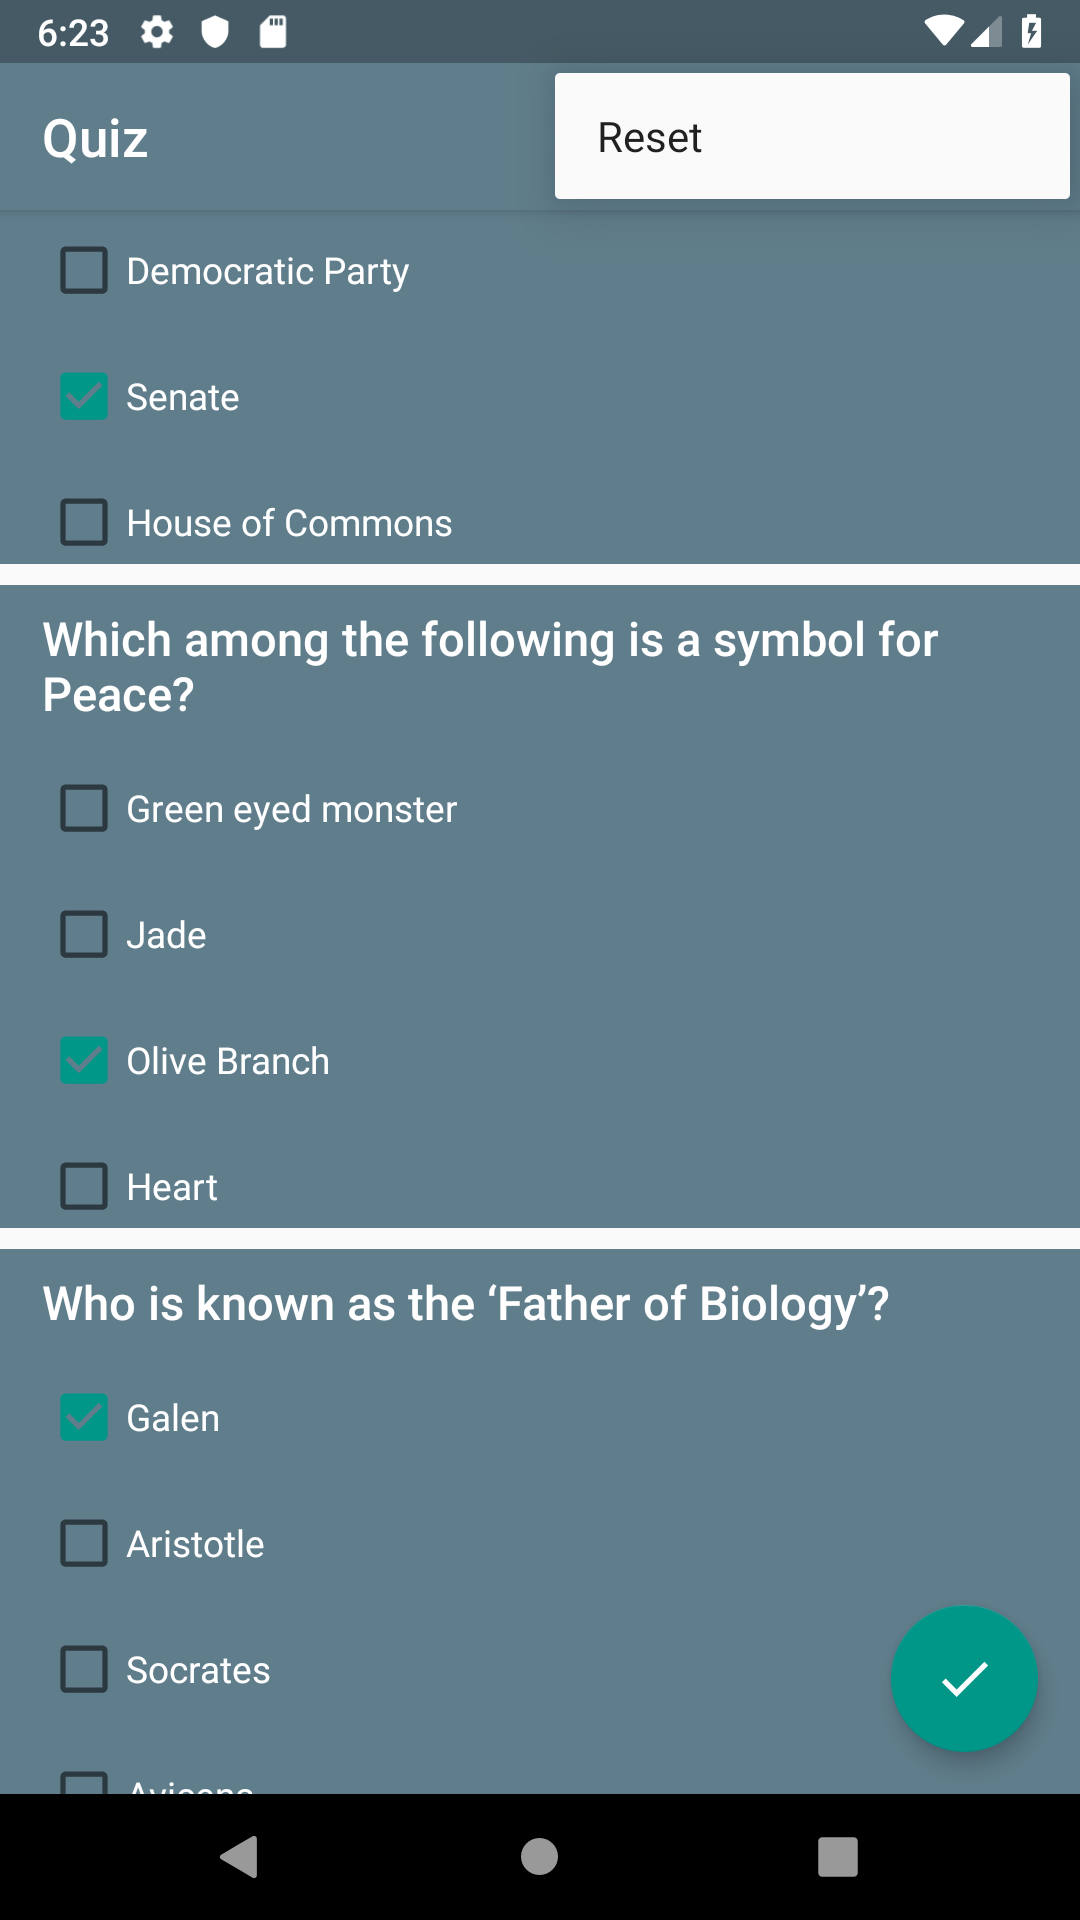 6:23
Quiz
Reset
Democratic Party
Senate
House of Commons
Which among the following is a symbol for
Peace?
Green eyed monster
Jade
Olive Branch
Heart
Who is known as the ‘Father of Biology’?
Galen
Aristotle
Socrates